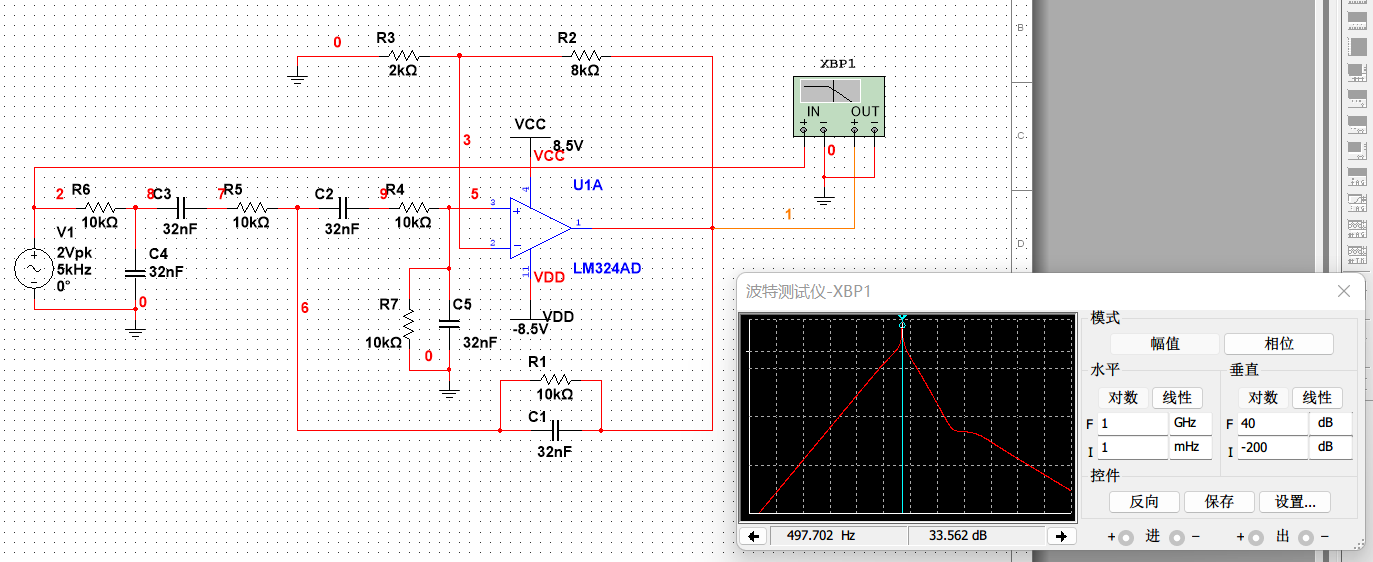 B
0
R3
2kΩ
R2
8kΩ
XBP1
IN
OUT
+
−
+
−
0
C
VCC
8.5V
VCC
3
4
U1A
2
R6
10kΩ
8
C3
32nF
7
R5
10kΩ
C2
32nF
9
R4
10kΩ
5
3
+
2
−
1
1
11
LM324AD
D
V1
2Vpk
5kHz
0°
C4
32nF
0
VDD
VDD
-8.5V
6
R7
10kΩ
C5
32nF
0
R1
10kΩ
C1
32nF
波特测试仪-XBP1
模式
幅值
相位
水平
垂直
对数
线性
对数
线性
F
1
GHz
F
40
dB
I
1
mHz
I
-200
dB
控件
反向
保存
设置...
497.702 Hz
33.562 dB
+
进
−
+
出
−